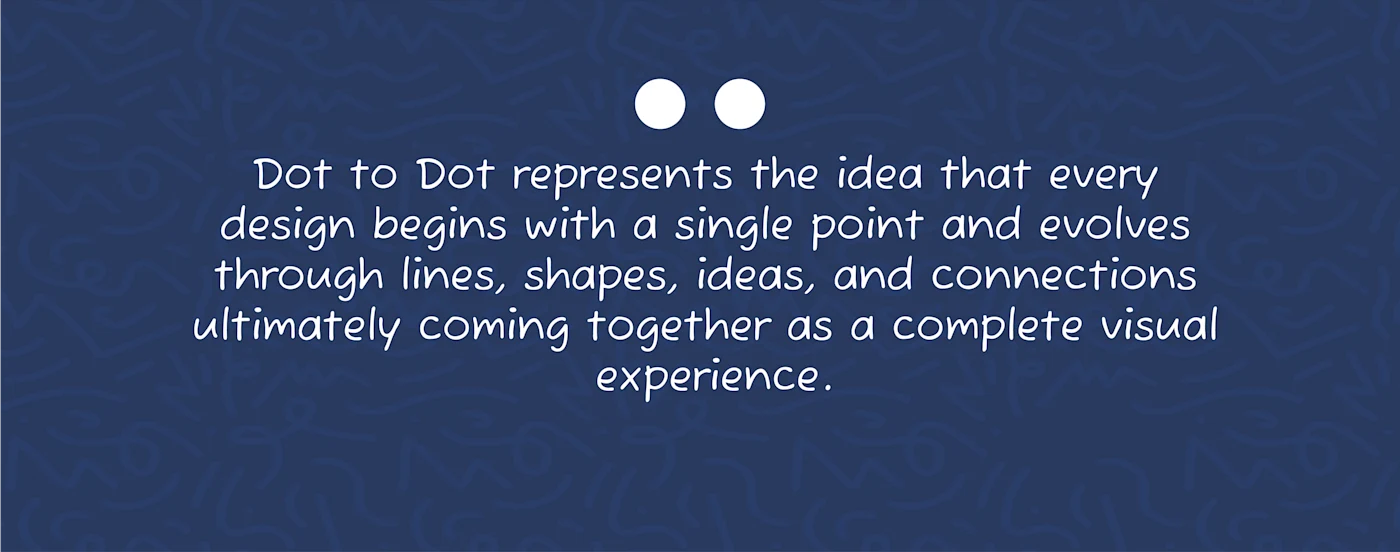 Dot to Dot represents the idea that every
design begins with a single point and evolves
through lines, shapes, ideas, and connections
ultimately coming together as a complete visual
experience.